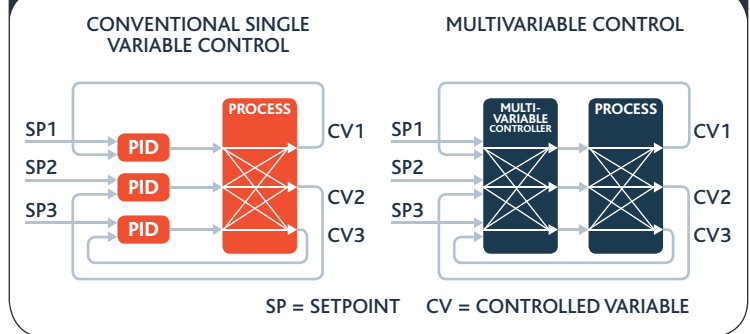 CONVENTIONAL SINGLE
VARIABLE CONTROL
PROCESS
SP1
PID
CV1
SP2
PID
CV2
SP3
PID
CV3
MULTIVARIABLE CONTROL
MULTI-
VARIABLE
CONTROLLER
PROCESS
SP1
CV1
SP2
CV2
SP3
CV3
SP = SETPOINT CV = CONTROLLED VARIABLE